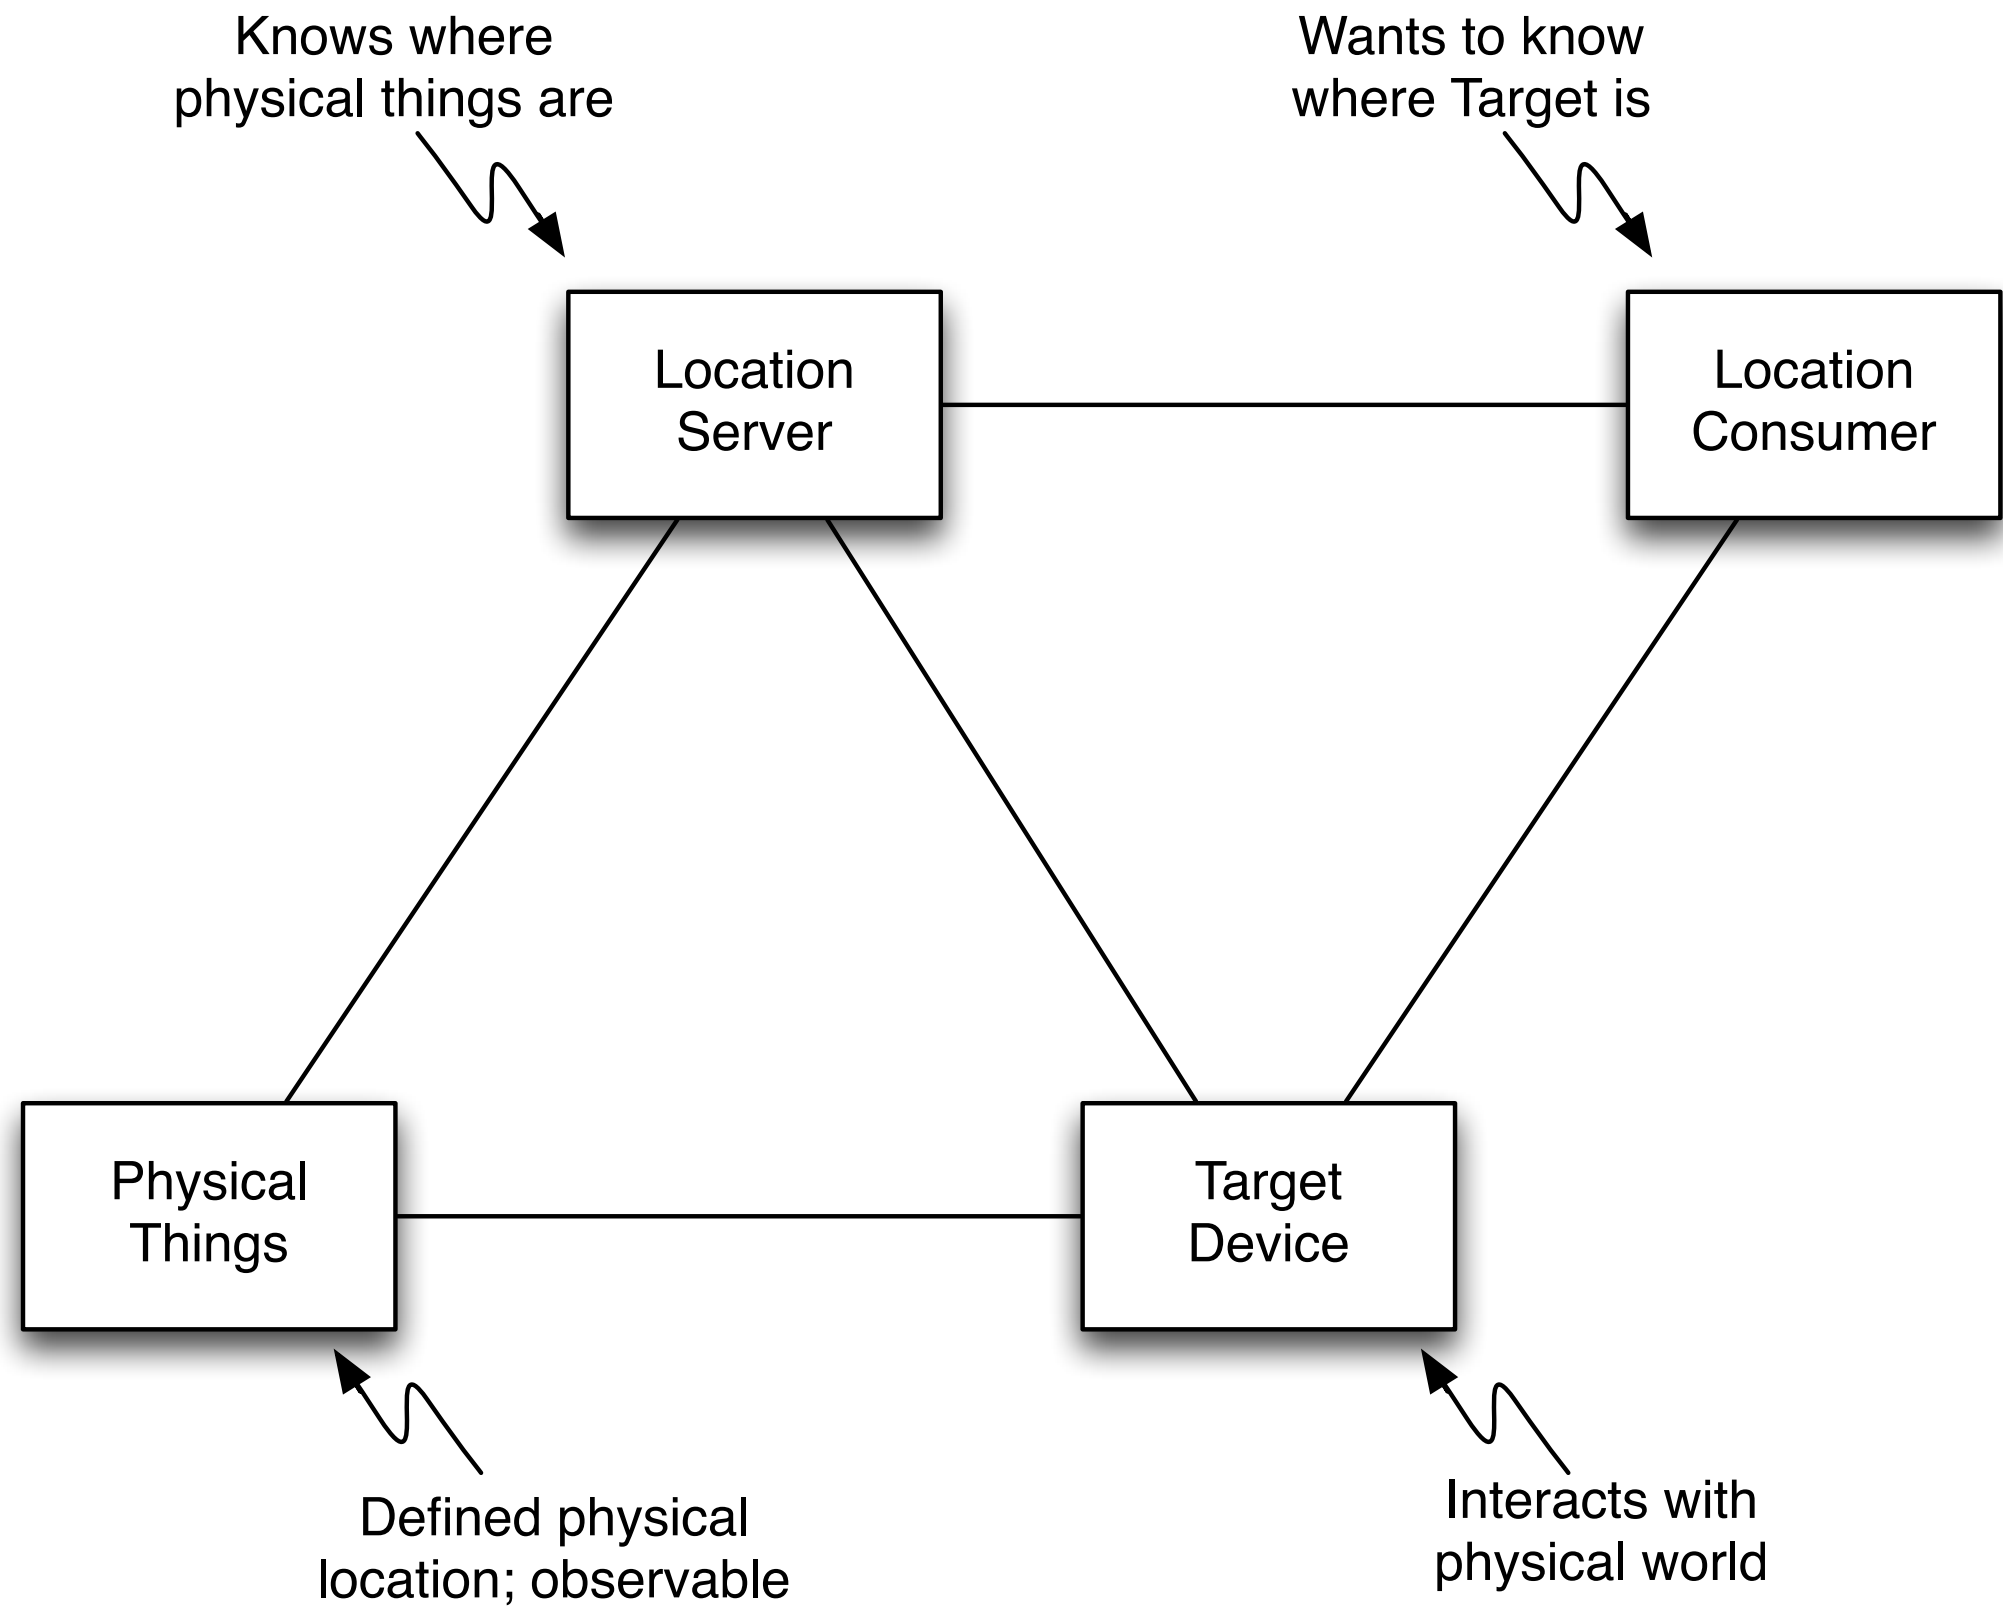 Knows where
physical things are
Wants to know
where Target is
Location
Server
Location
Consumer
Physical
Things
Target
Device
Defined physical
location; observable
Interacts with
physical world